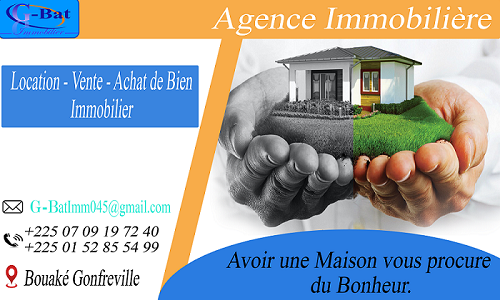 G-Bat
Immobilier
Agence Immobilière
Location - Vente - Achat de Bien
Immobilier
G-BatImm045@gmail.com
+225 07 09 19 72 40
+225 01 52 85 54 99
Bouaké Gonfreville
Avoir une Maison vous procure
du Bonheur.